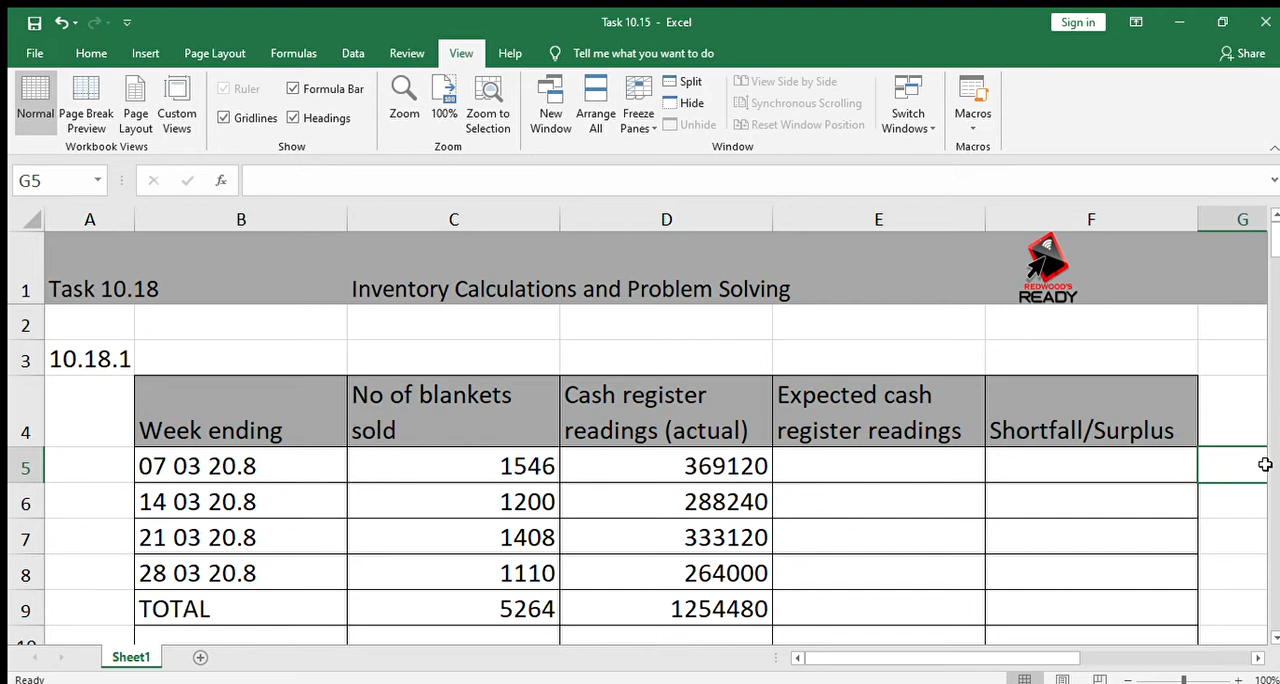 Task 10.15 - Excel
Sign in
File Home Insert Page Layout Formulas Data Review View Help Tell me what you want to do Share
Normal Page Break Preview Page Layout Custom Views
Workbook Views
Ruler Formula Bar
Gridlines Headings
Show
Zoom 100% Zoom to Selection
Zoom
New Window Arrange All Freeze Panes
Split
Hide
Unhide
View Side by Side
Synchronous Scrolling
Reset Window Position
Switch Windows
Window
Macros
Macros
G5 fx
A B C D E F G
1 Task 10.18 Inventory Calculations and Problem Solving
REDWOOD'S
READY
2
3 10.18.1
4 Week ending No of blankets sold Cash register readings (actual) Expected cash register readings Shortfall/Surplus
5 07 03 20.8 1546 369120
6 14 03 20.8 1200 288240
7 21 03 20.8 1408 333120
8 28 03 20.8 1110 264000
9 TOTAL 5264 1254480
10
Sheet1
Ready 100%